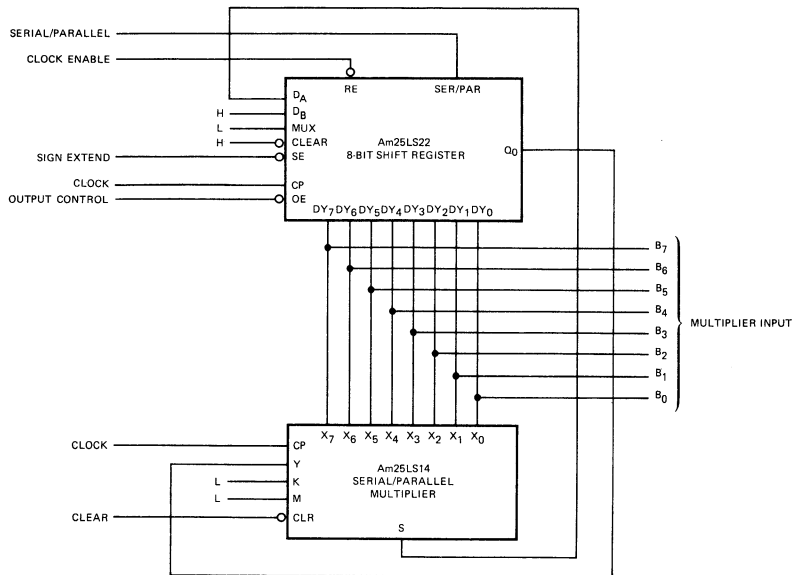 SERIAL/PARALLEL
CLOCK ENABLE
RE
SER/PAR
DA
H
DB
L
MUX
Am25LS22
H
CLEAR
8-BIT SHIFT REGISTER
Q0
SIGN EXTEND
SE
CLOCK
CP
OUTPUT CONTROL
OE
DY7 DY6 DY5 DY4 DY3 DY2 DY1 DY0
B7
B6
B5
B4
B3
B2
B1
B0
MULTIPLIER INPUT
X7 X6 X5 X4 X3 X2 X1 X0
CLOCK
CP
Y
Am25LS14
SERIAL/PARALLEL
MULTIPLIER
L
K
L
M
CLEAR
CLR
S